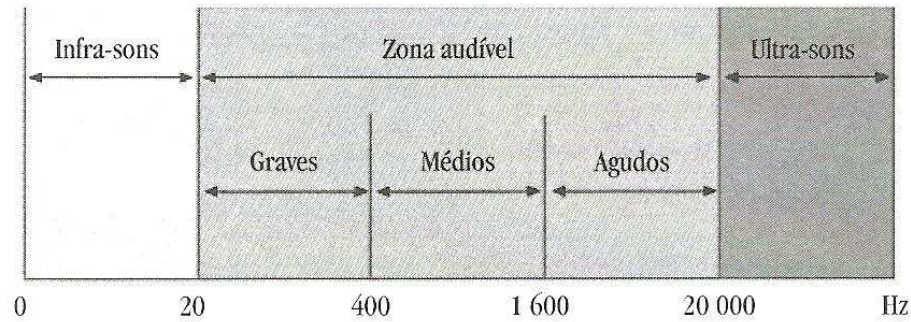 Infra-sons Zona audível Ultra-sons
Graves Médios Agudos
0 20 400 1 600 20 000 Hz